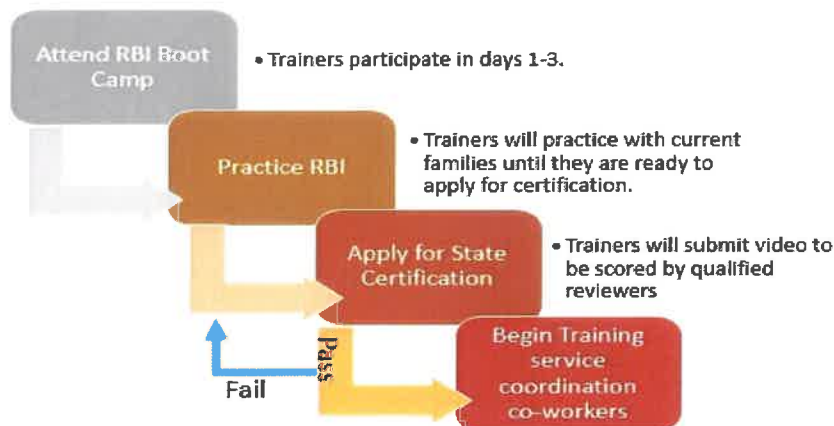 Attend RBI Boot
Camp
• Trainers participate in days 1-3.
Practice RBI
• Trainers will practice with current
families until they are ready to
apply for certification.
Apply for State
Certification
• Trainers will submit video to
be scored by qualified
reviewers
Pass
Fail
Begin Training
service
coordination
co-workers